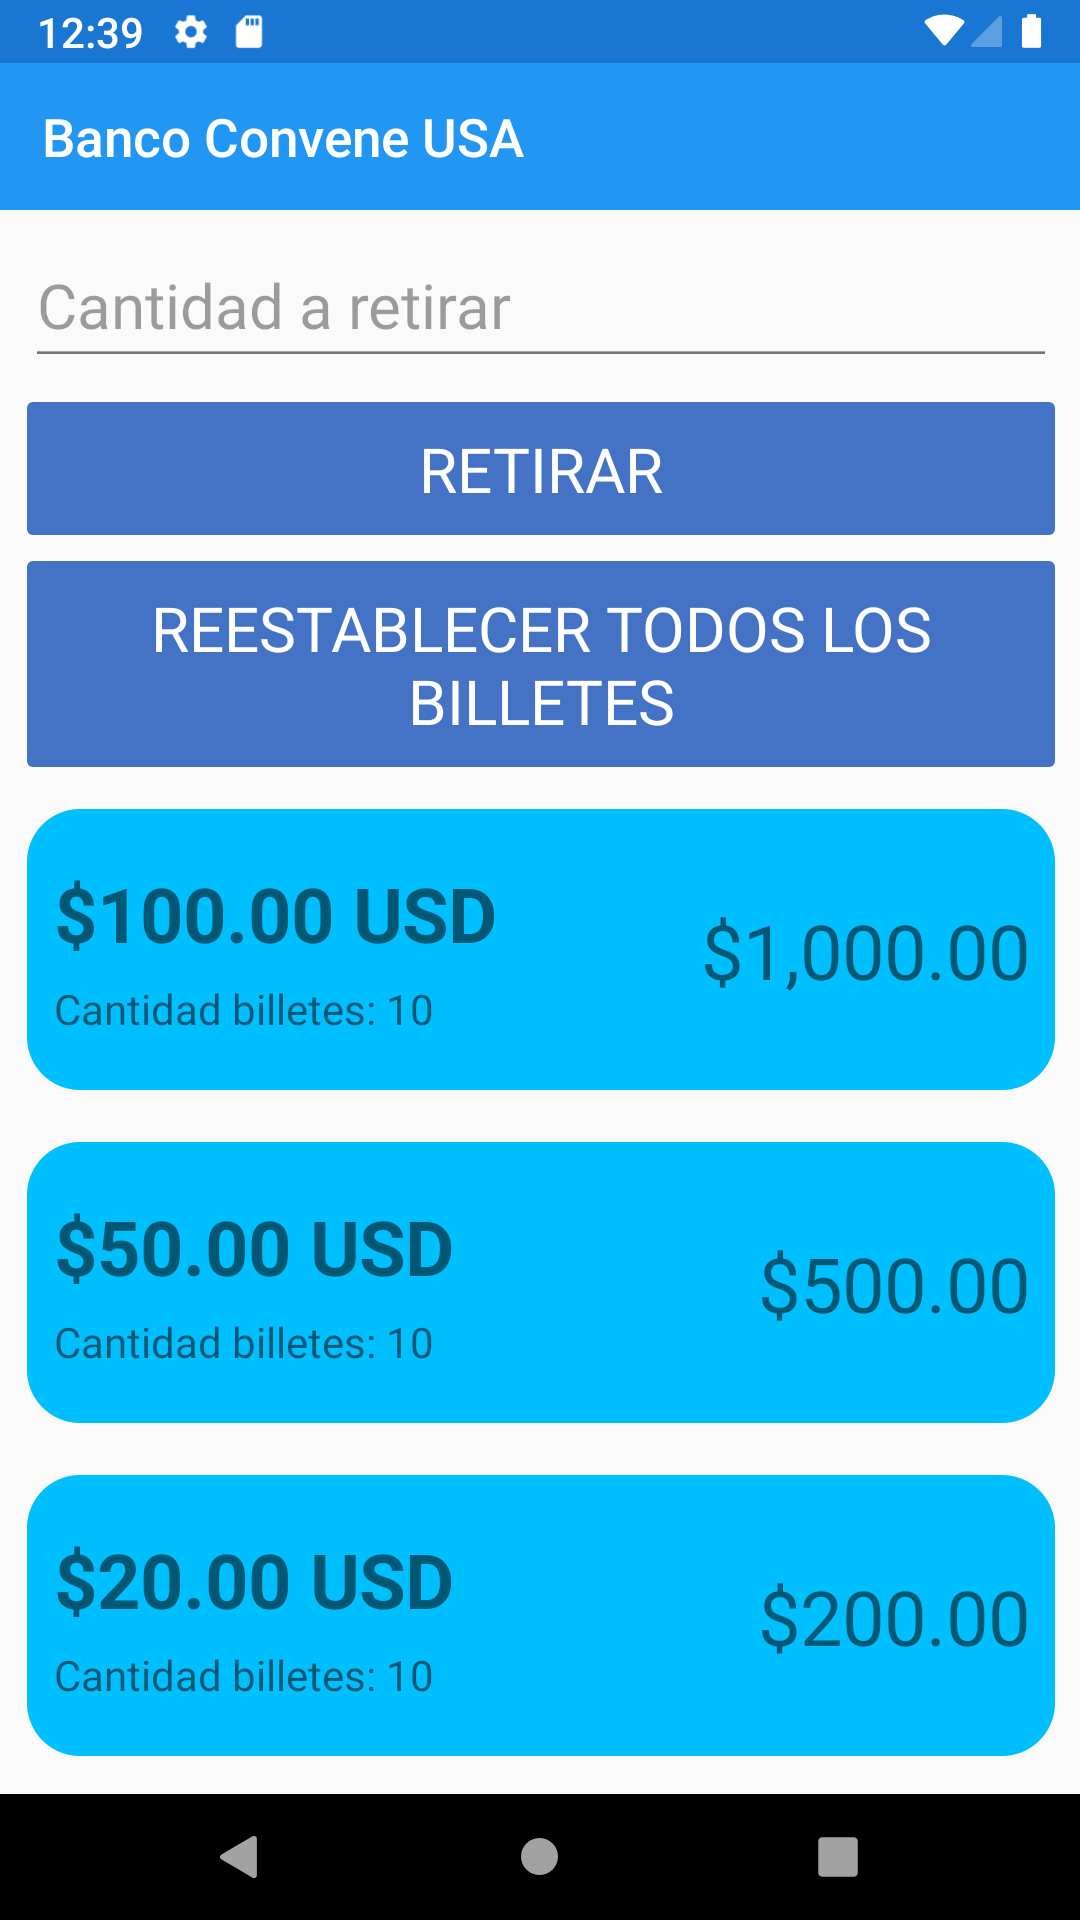 12:39
Banco Convene USA
Cantidad a retirar
RETIRAR
REESTABLECER TODOS LOS
BILLETES
$100.00 USD
$1,000.00
Cantidad billetes: 10
$50.00 USD
$500.00
Cantidad billetes: 10
$20.00 USD
$200.00
Cantidad billetes: 10